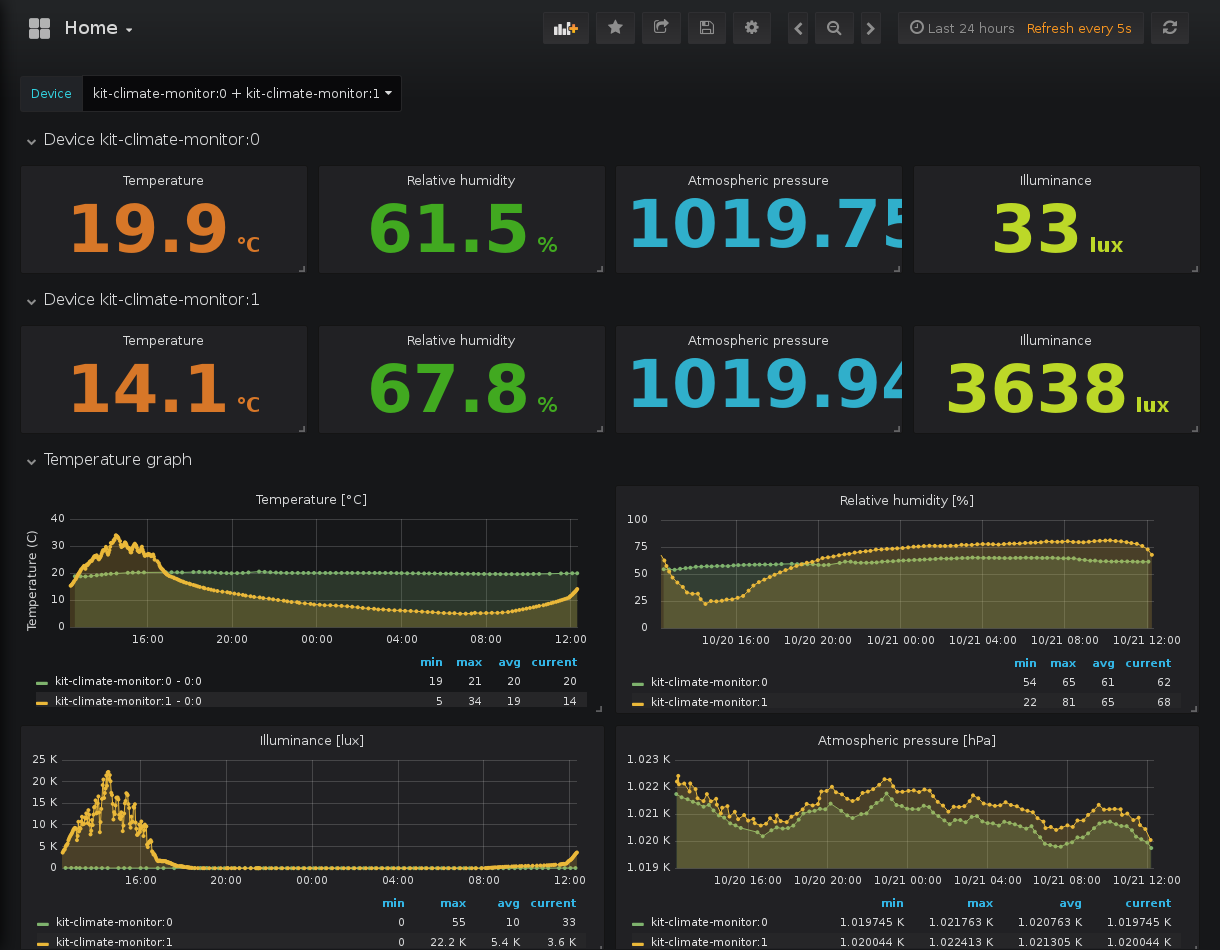 Home
Last 24 hours Refresh every 5s
Device kit-climate-monitor:0 + kit-climate-monitor:1
Device kit-climate-monitor:0
Temperature Relative humidity Atmospheric pressure Illuminance
19.9 °C 61.5 % 1019.75 33 lux
Device kit-climate-monitor:1
Temperature Relative humidity Atmospheric pressure Illuminance
14.1 °C 67.8 % 1019.94 3638 lux
Temperature graph
Temperature [°C]
Temperature (C)
40
30
20
10
0
16:00 20:00 00:00 04:00 08:00 12:00
min max avg current
kit-climate-monitor:0 - 0:0 19 21 20 20
kit-climate-monitor:1 - 0:0 5 34 19 14
Relative humidity [%]
100
75
50
25
0
10/20 16:00 10/20 20:00 10/21 00:00 10/21 04:00 10/21 08:00 10/21 12:00
min max avg current
kit-climate-monitor:0 54 65 61 62
kit-climate-monitor:1 22 81 65 68
Illuminance [lux]
25 K
20 K
15 K
10 K
5 K
0
16:00 20:00 00:00 04:00 08:00 12:00
min max avg current
kit-climate-monitor:0 0 55 10 33
kit-climate-monitor:1 0 22.2 K 5.4 K 3.6 K
Atmospheric pressure [hPa]
1.023 K
1.022 K
1.021 K
1.020 K
1.019 K
10/20 16:00 10/20 20:00 10/21 00:00 10/21 04:00 10/21 08:00 10/21 12:00
min max avg current
kit-climate-monitor:0 1.019745 K 1.021763 K 1.020763 K 1.019745 K
kit-climate-monitor:1 1.020044 K 1.022413 K 1.021305 K 1.020044 K